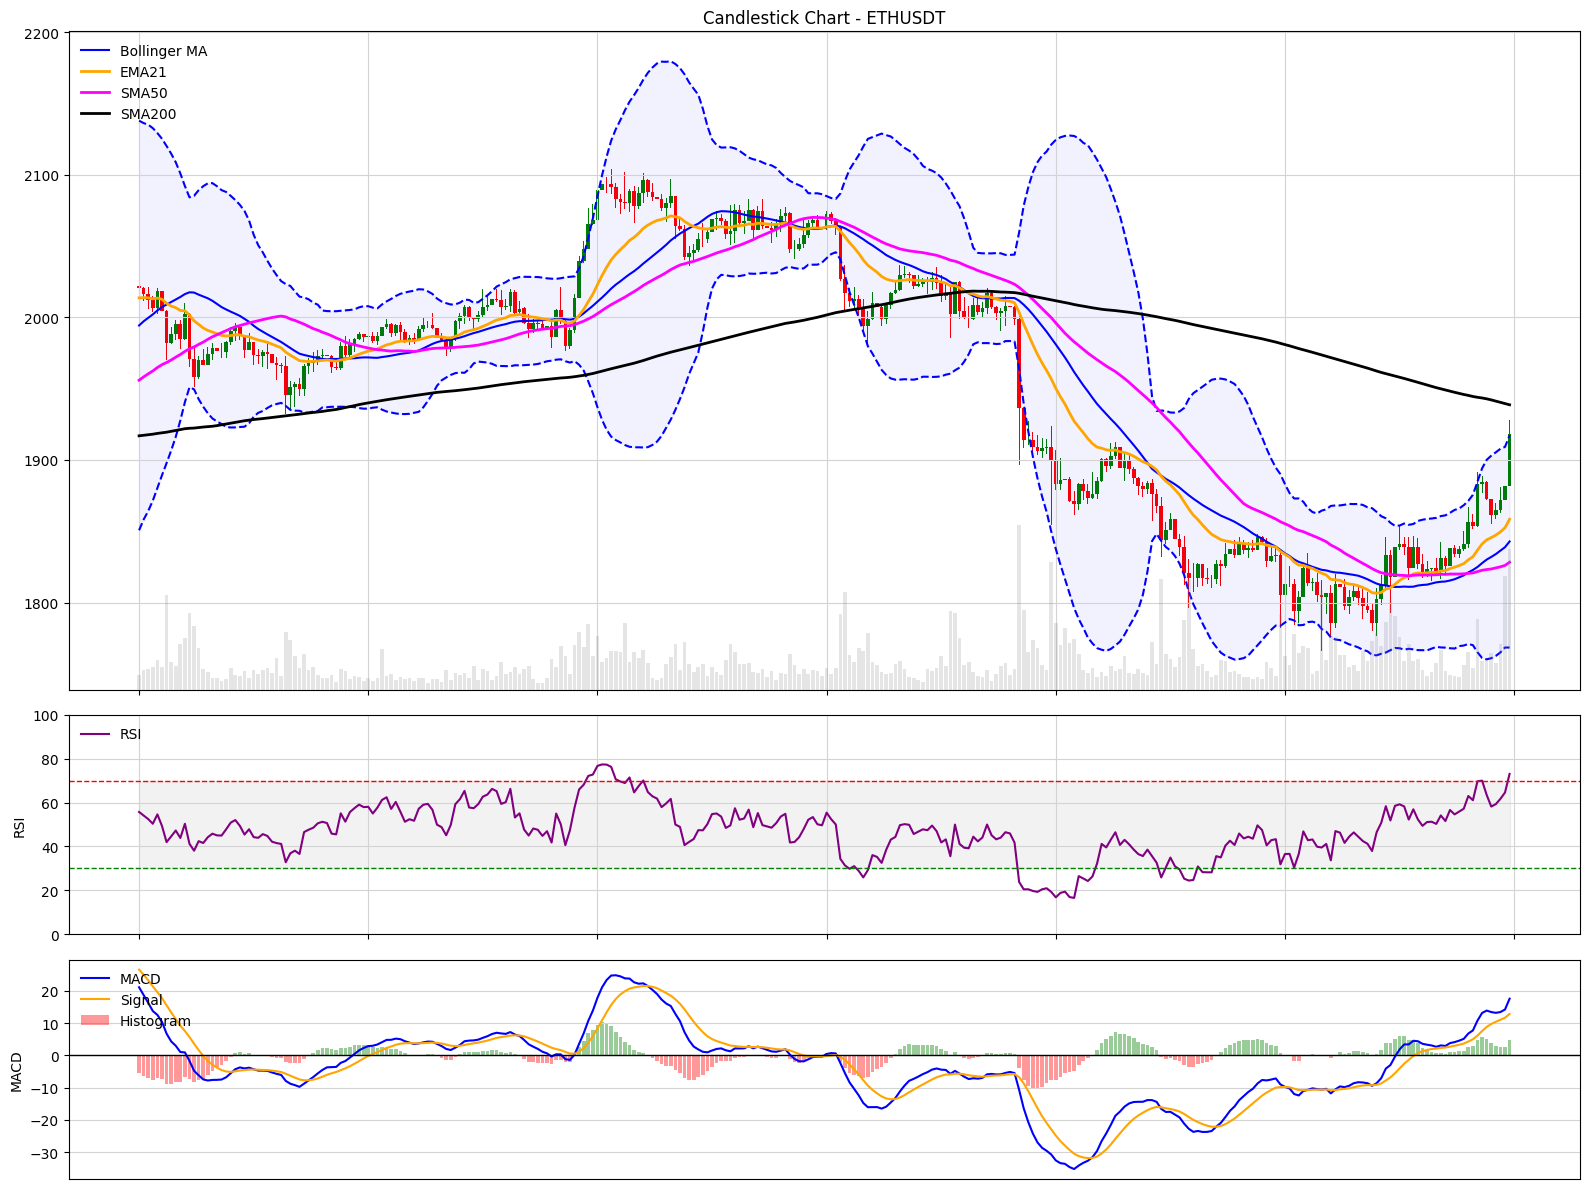 Candlestick Chart - ETHUSDT
2200
2100
2000
1900
1800
Bollinger MA
EMA21
SMA50
SMA200
100
80
60
40
20
0
RSI
RSI
20
10
0
−10
−20
−30
MACD
MACD
Signal
Histogram